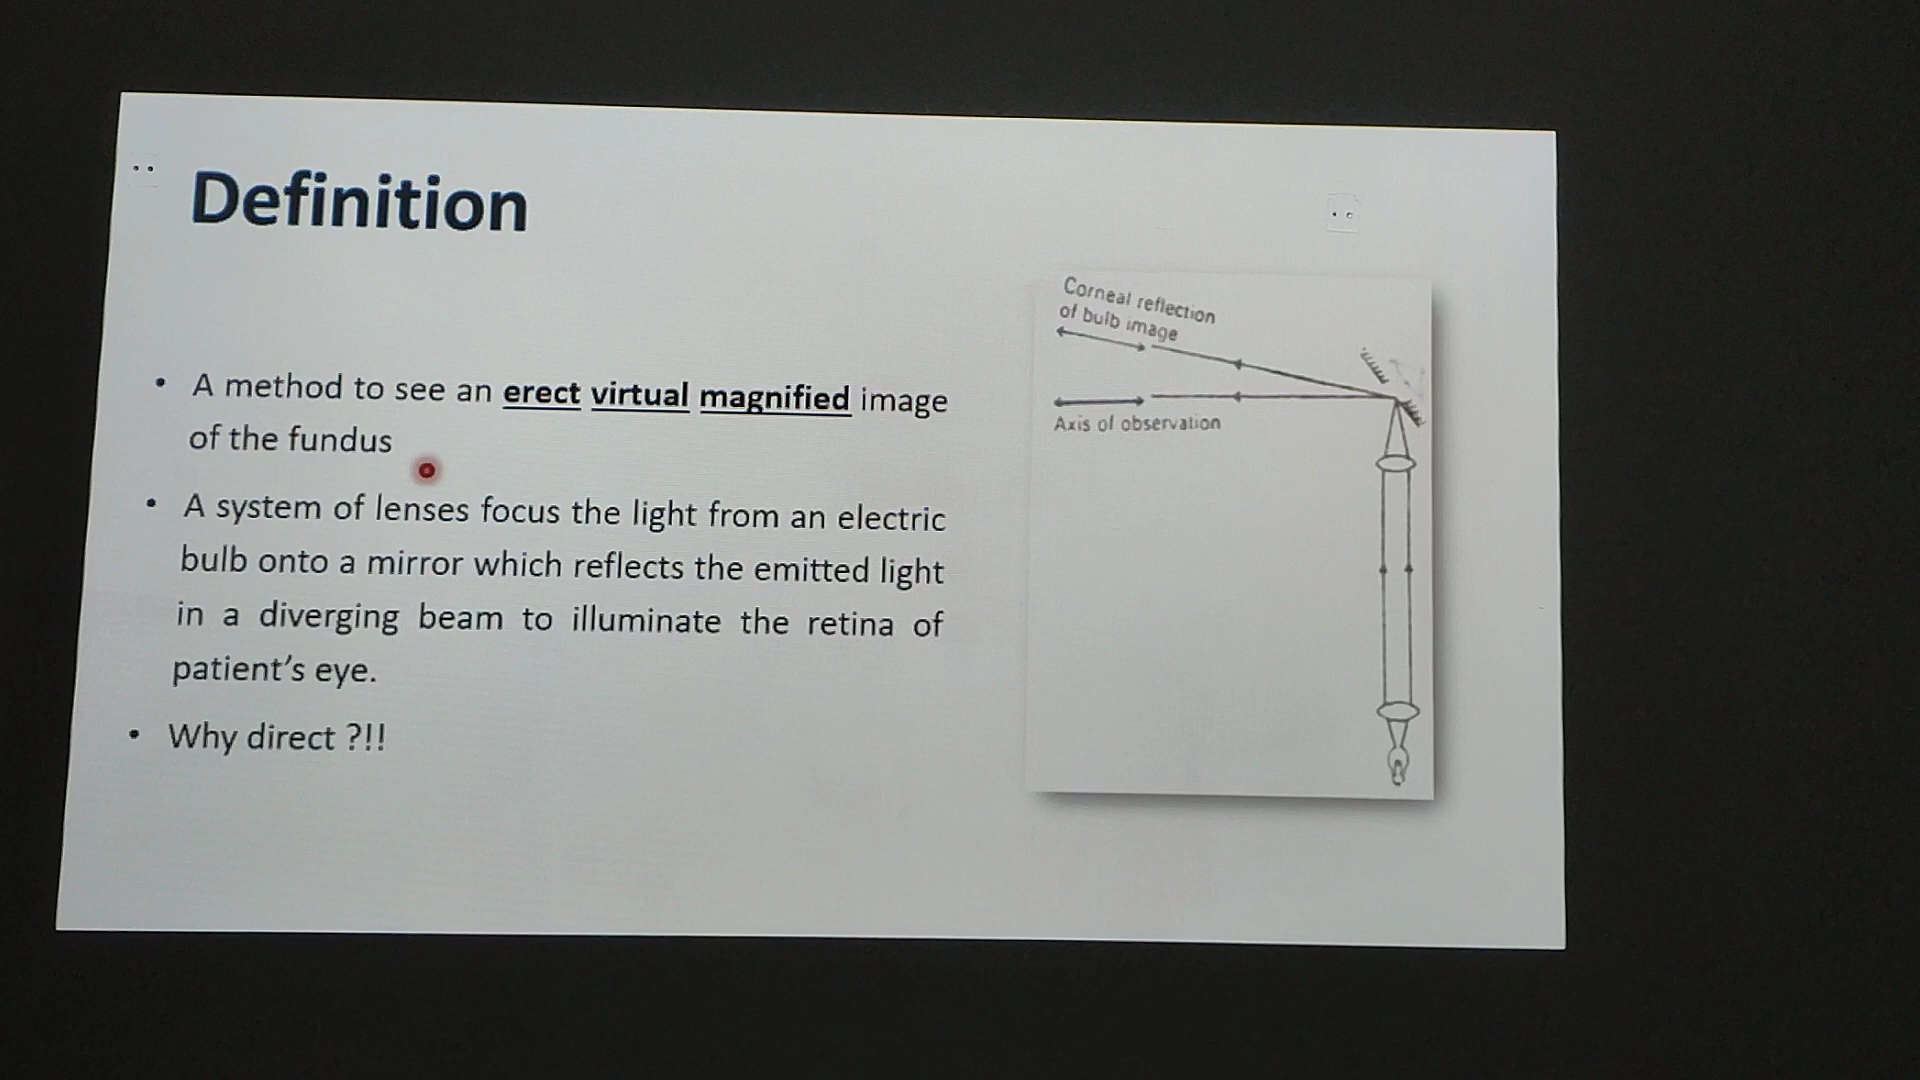 Definition
• A method to see an erect virtual magnified image
of the fundus
• A system of lenses focus the light from an electric
bulb onto a mirror which reflects the emitted light
in a diverging beam to illuminate the retina of
patient’s eye.
• Why direct ?!!
Corneal reflection
of bulb image
Axis of observation